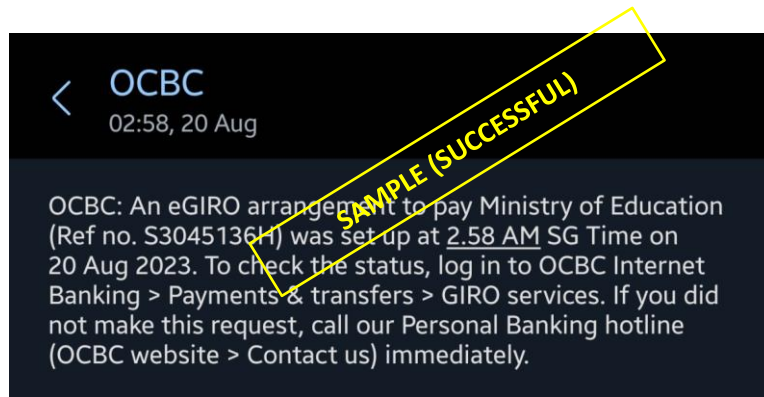 OCBC
02:58, 20 Aug
SAMPLE (SUCCESSFUL)
OCBC: An eGIRO arrangement to pay Ministry of Education
(Ref no. S3045136H) was set up at 2.58 AM SG Time on
20 Aug 2023. To check the status, log in to OCBC Internet
Banking > Payments & transfers > GIRO services. If you did
not make this request, call our Personal Banking hotline
(OCBC website > Contact us) immediately.